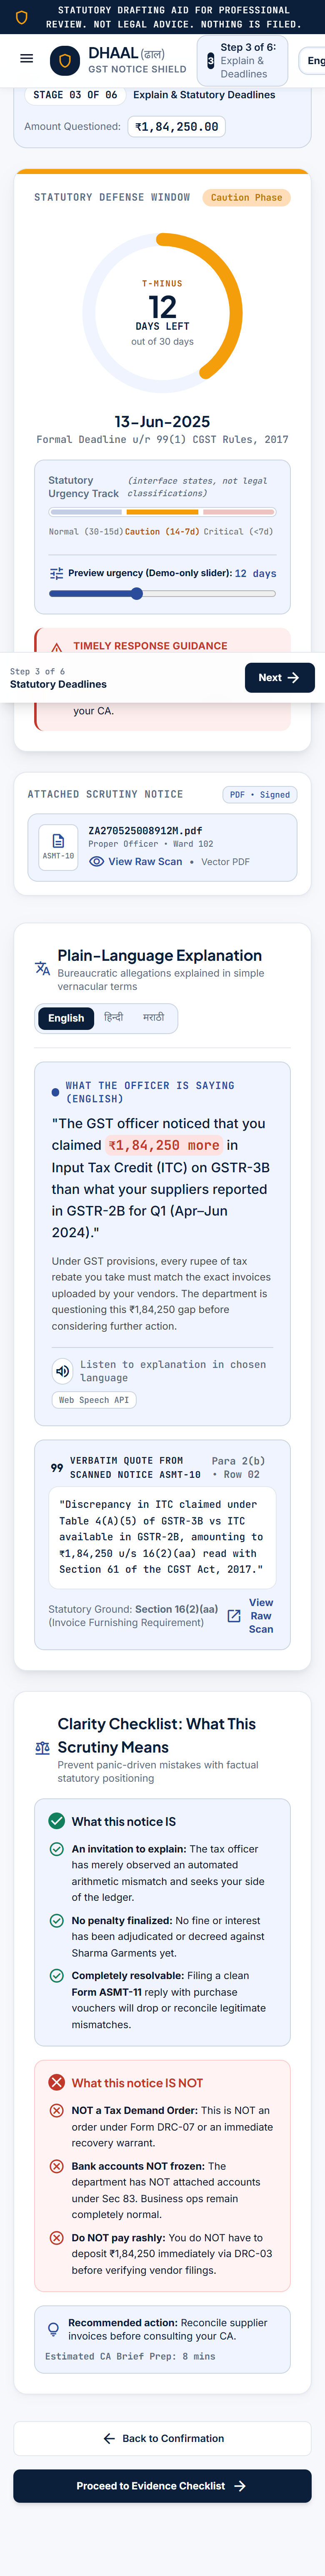 STATUTORY DRAFTING AID FOR PROFESSIONAL
REVIEW. NOT LEGAL ADVICE. NOTHING IS FILED.
DHAAL (ढाल)
GST NOTICE SHIELD
3
Step 3 of 6:
Explain &
Statutory
Deadlines
Eng
STAGE 03 OF 06
Explain & Statutory Deadlines
Amount Questioned: ₹1,84,250.00
STATUTORY DEFENSE WINDOW
Caution Phase
T-MINUS
12
DAYS LEFT
out of 30 days
13-Jun-2025
Formal Deadline u/r 99(1) CGST Rules, 2017
Statutory
Urgency Track
(interface states, not legal
classifications)
Normal (30-15d) Caution (14-7d) Critical (<7d)
Preview urgency (Demo-only slider): 12 days
TIMELY RESPONSE GUIDANCE
Step 3 of 6
Statutory Deadlines
Next
your CA.
ATTACHED SCRUTINY NOTICE
PDF • Signed
ASMT-10
ZA270525008912M.pdf
Proper Officer • Ward 102
View Raw Scan • Vector PDF
Plain-Language Explanation
Bureaucratic allegations explained in simple
vernacular terms
English
हिन्दी
मराठी
WHAT THE OFFICER IS SAYING
(ENGLISH)
"The GST officer noticed that you
claimed ₹1,84,250 more in
Input Tax Credit (ITC) on GSTR-3B
than what your suppliers reported
in GSTR-2B for Q1 (Apr–Jun
2024)."
Under GST provisions, every rupee of tax
rebate you take must match the exact invoices
uploaded by your vendors. The department is
questioning this ₹1,84,250 gap before
considering further action.
Listen to explanation in chosen
language
Web Speech API
VERBATIM QUOTE FROM
SCANNED NOTICE ASMT-10
Para 2(b)
• Row 02
"Discrepancy in ITC claimed under
Table 4(A)(5) of GSTR-3B vs ITC
available in GSTR-2B, amounting to
₹1,84,250 u/s 16(2)(aa) read with
Section 61 of the CGST Act, 2017."
Statutory Ground: Section 16(2)(aa)
(Invoice Furnishing Requirement)
View
Raw
Scan
Clarity Checklist: What This
Scrutiny Means
Prevent panic-driven mistakes with factual
statutory positioning
What this notice IS
An invitation to explain: The tax officer
has merely observed an automated
arithmetic mismatch and seeks your side
of the ledger.
No penalty finalized: No fine or interest
has been adjudicated or decreed against
Sharma Garments yet.
Completely resolvable: Filing a clean
Form ASMT-11 reply with purchase
vouchers will drop or reconcile legitimate
mismatches.
What this notice IS NOT
NOT a Tax Demand Order: This is NOT an
order under Form DRC-07 or an immediate
recovery warrant.
Bank accounts NOT frozen: The
department has NOT attached accounts
under Sec 83. Business ops remain
completely normal.
Do NOT pay rashly: You do NOT have to
deposit ₹1,84,250 immediately via DRC-03
before verifying vendor filings.
Recommended action: Reconcile supplier
invoices before consulting your CA.
Estimated CA Brief Prep: 8 mins
Back to Confirmation
Proceed to Evidence Checklist